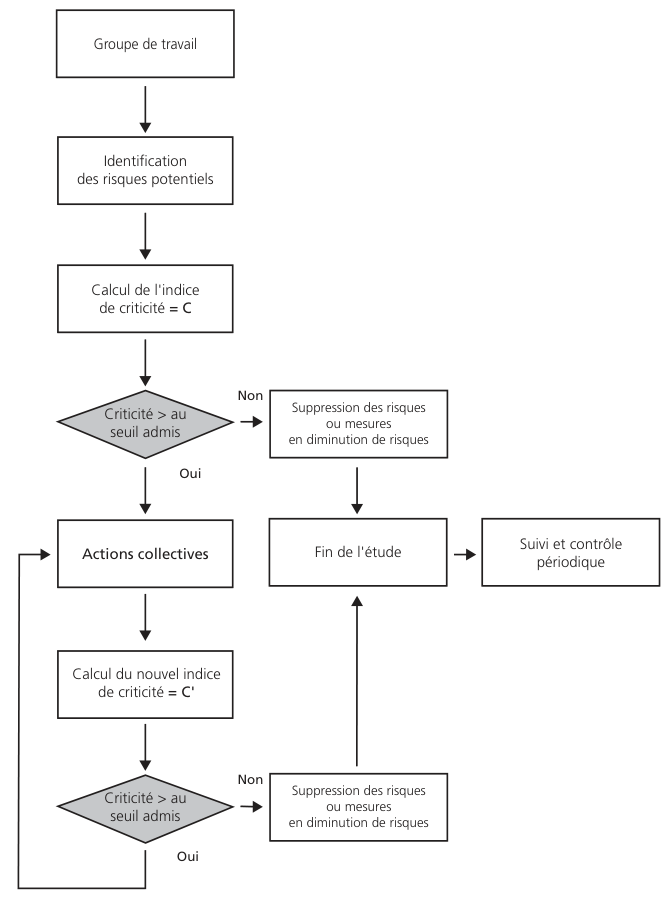 Groupe de travail
Identification
des risques potentiels
Calcul de l'indice
de criticité = C
Criticité > au
seuil admis
Non
Suppression des risques
ou mesures
en diminution de risques
Oui
Actions collectives
Fin de l'étude
Suivi et contrôle
périodique
Calcul du nouvel indice
de criticité = C'
Criticité > au
seuil admis
Non
Suppression des risques
ou mesures
en diminution de risques
Oui